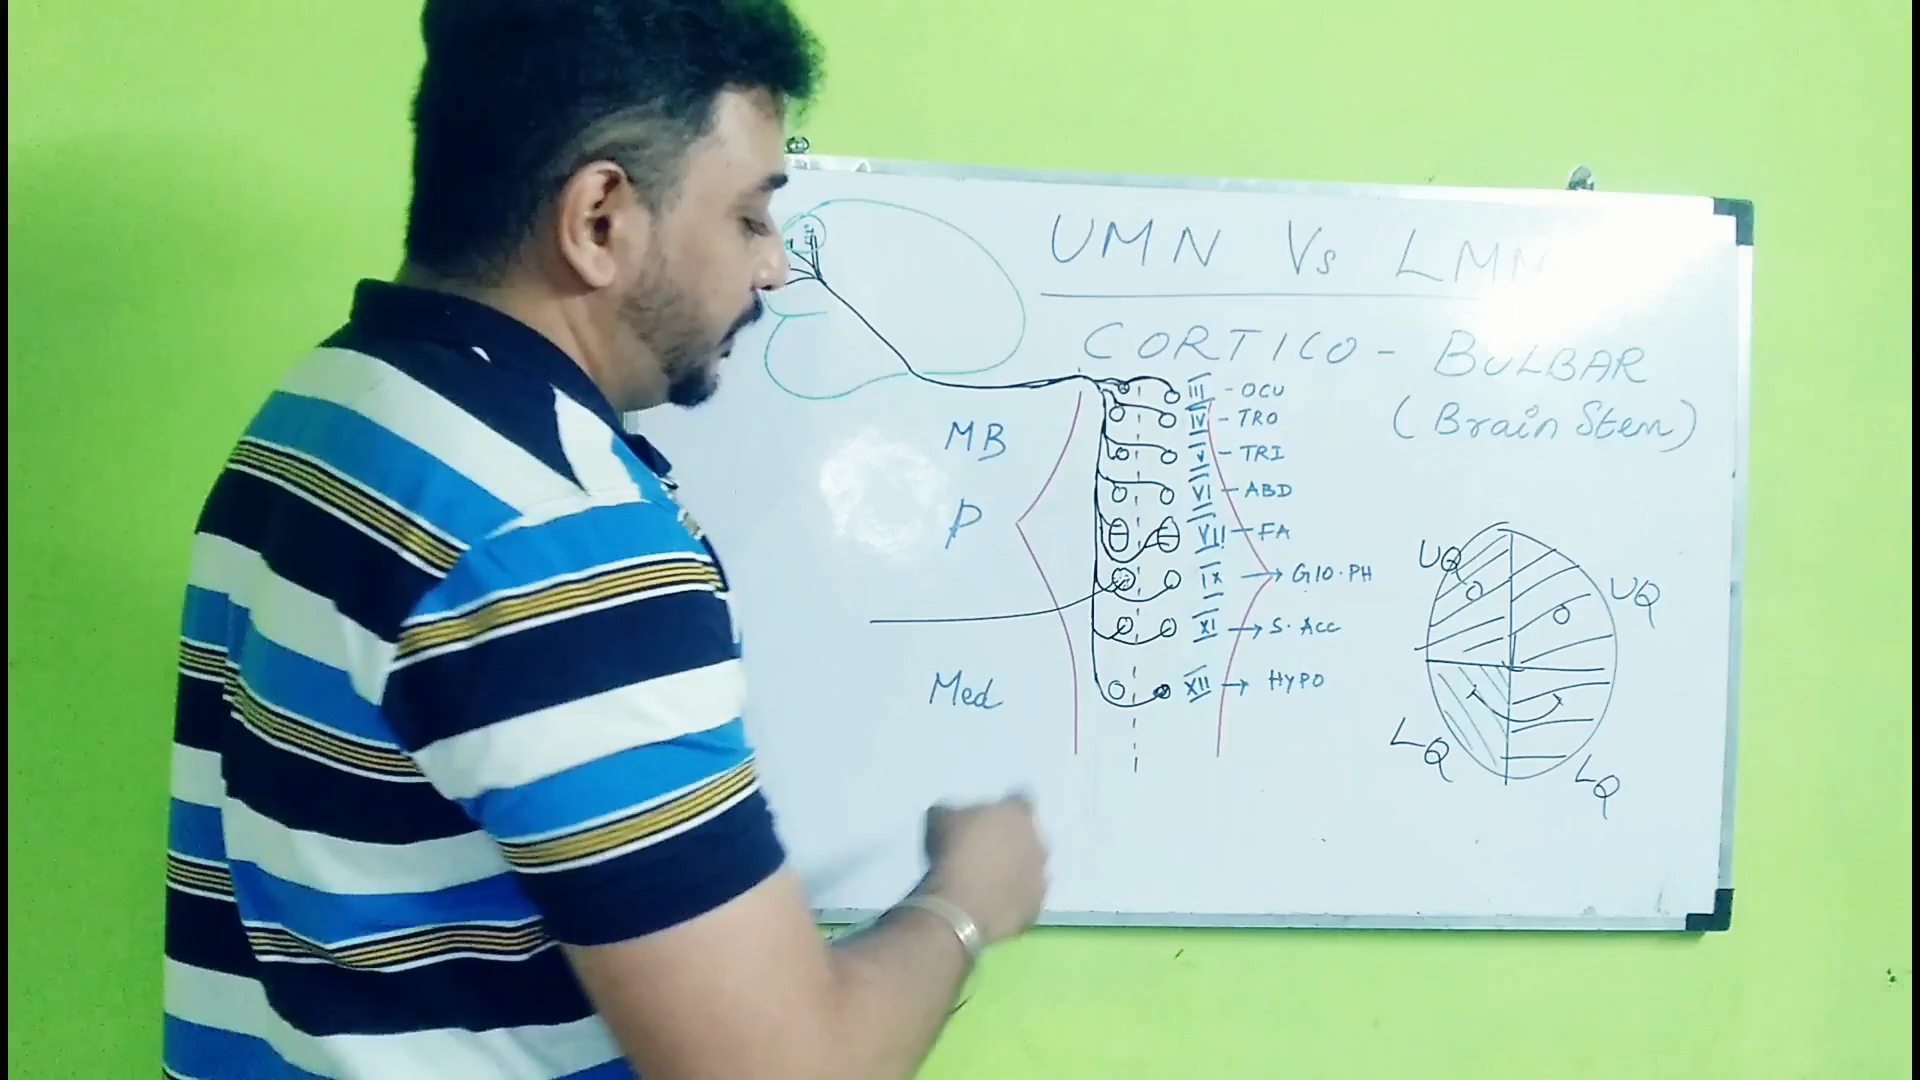 UMN Vs LMN
CORTICO - BULBAR
(Brain Stem)
III - OCU
IV - TRO
V - TRI
VI - ABD
VII - FA
IX → GlO.PH
XI → S. Acc
XII → HYPO
MB
P
Med
UQ
UQ
LQ
LQ